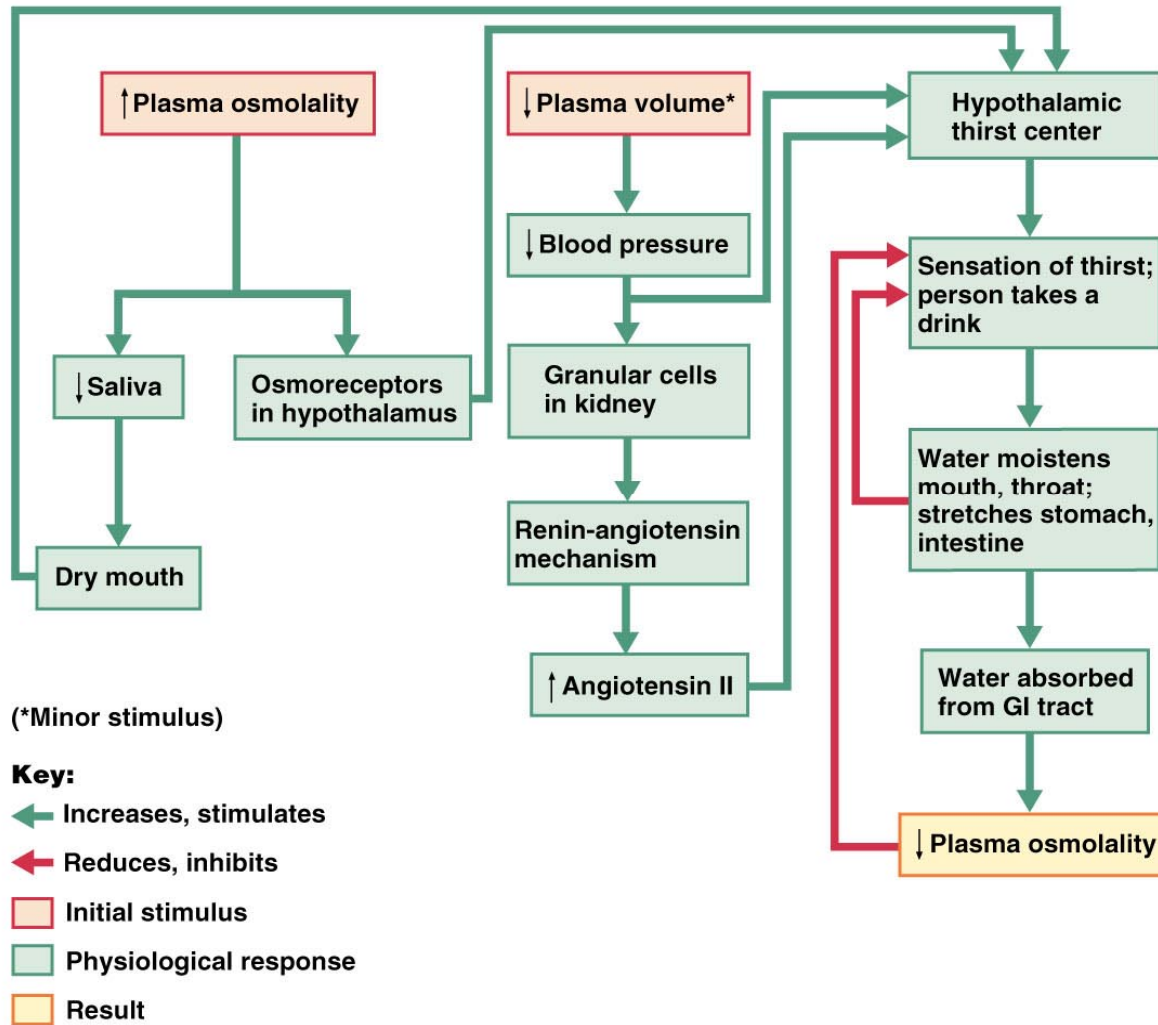 ↑ Plasma osmolality
↓ Plasma volume*
Hypothalamic
thirst center
↓ Blood pressure
Sensation of thirst;
person takes a
drink
↓ Saliva
Osmoreceptors
in hypothalamus
Granular cells
in kidney
Water moistens
mouth, throat;
stretches stomach,
intestine
Renin-angiotensin
mechanism
Dry mouth
↑ Angiotensin II
Water absorbed
from GI tract
(*Minor stimulus)
Key:
Increases, stimulates
Reduces, inhibits
Initial stimulus
Physiological response
Result
↓ Plasma osmolality